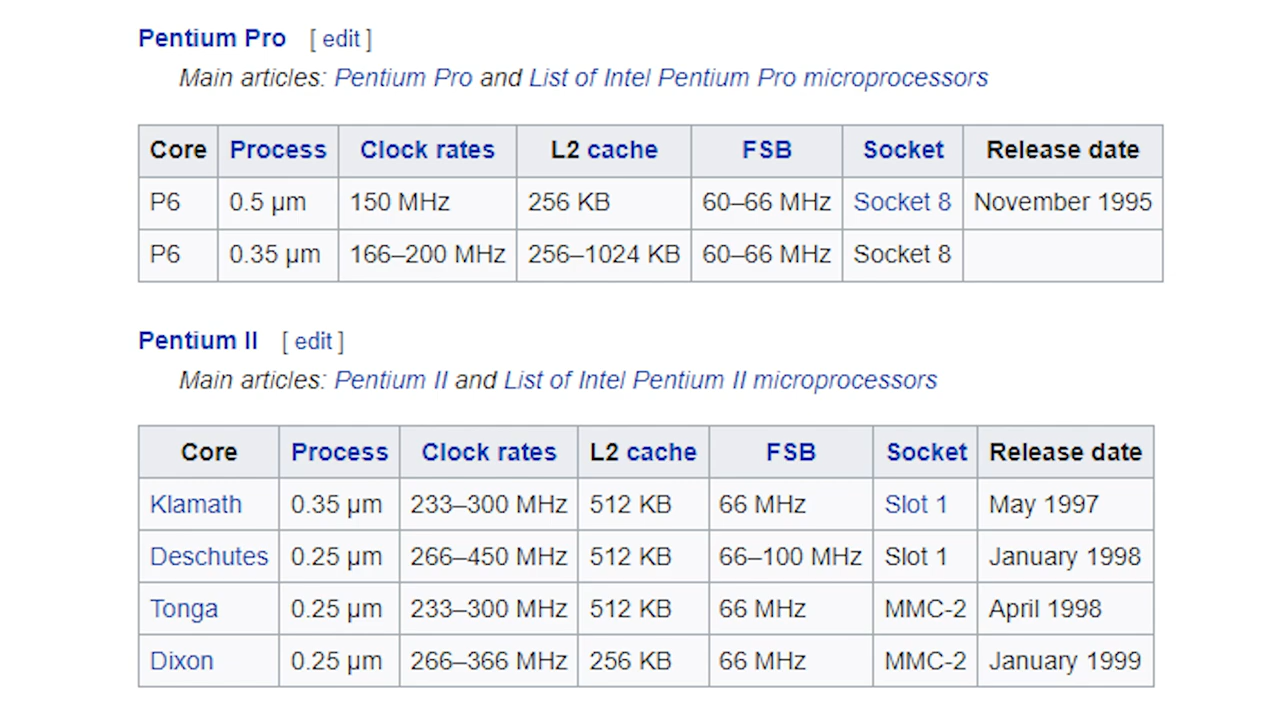 Pentium Pro [ edit ]
Main articles: Pentium Pro and List of Intel Pentium Pro microprocessors
Core Process Clock rates L2 cache FSB Socket Release date
P6 0.5 μm 150 MHz 256 KB 60–66 MHz Socket 8 November 1995
P6 0.35 μm 166–200 MHz 256–1024 KB 60–66 MHz Socket 8
Pentium II [ edit ]
Main articles: Pentium II and List of Intel Pentium II microprocessors
Core Process Clock rates L2 cache FSB Socket Release date
Klamath 0.35 μm 233–300 MHz 512 KB 66 MHz Slot 1 May 1997
Deschutes 0.25 μm 266–450 MHz 512 KB 66–100 MHz Slot 1 January 1998
Tonga 0.25 μm 233–300 MHz 512 KB 66 MHz MMC-2 April 1998
Dixon 0.25 μm 266–366 MHz 256 KB 66 MHz MMC-2 January 1999